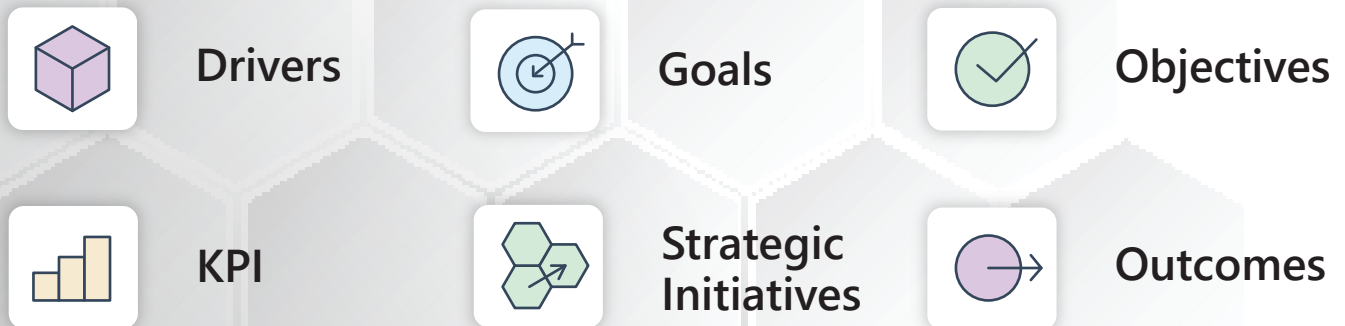 Drivers
Goals
Objectives
KPI
Strategic
Initiatives
Outcomes